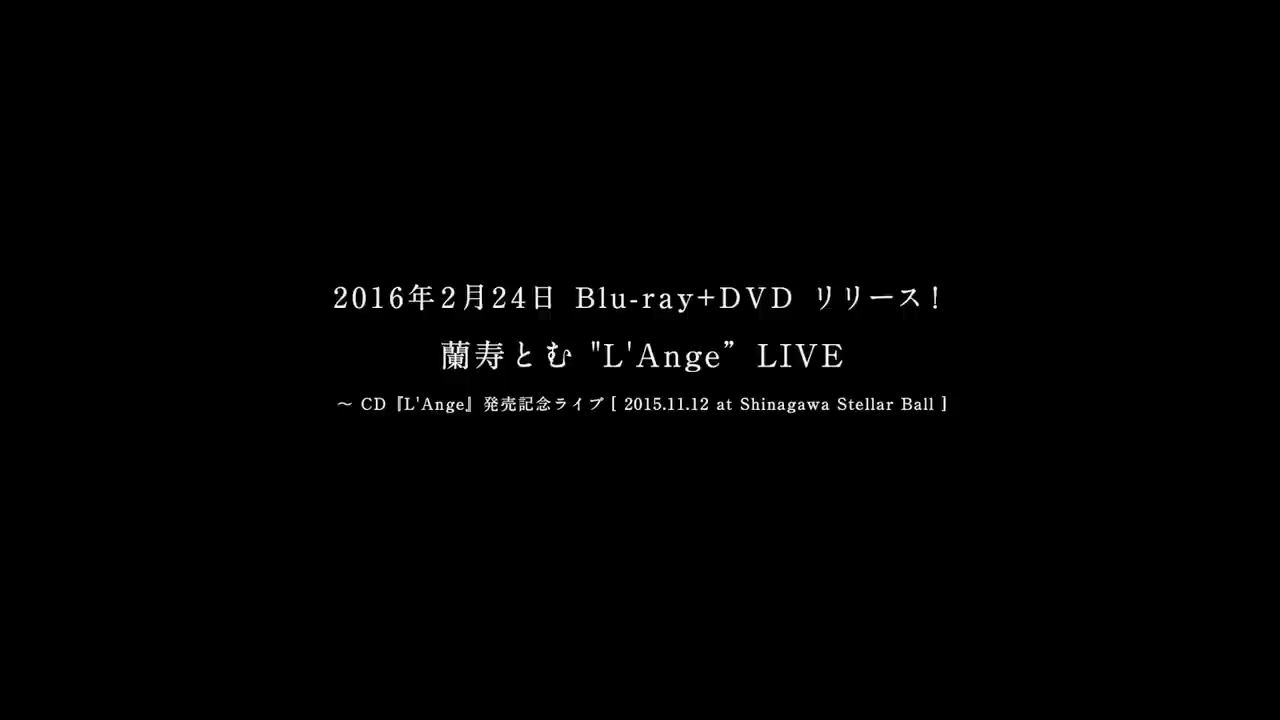 2016年2月24日 Blu-ray+DVD リリース！
蘭寿とむ "L'Ange” LIVE
～ CD『L'Ange』発売記念ライブ [ 2015.11.12 at Shinagawa Stellar Ball ]